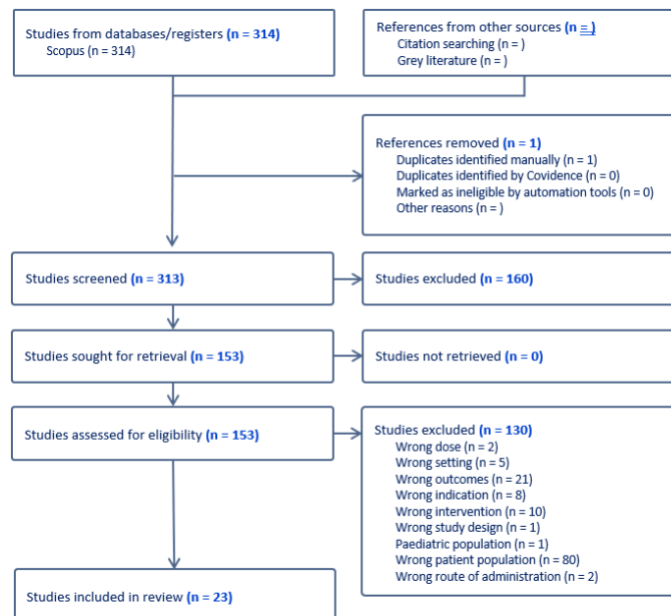 Studies from databases/registers (n = 314)
Scopus (n = 314)
References from other sources (n = )
Citation searching (n = )
Grey literature (n = )
References removed (n = 1)
Duplicates identified manually (n = 1)
Duplicates identified by Covidence (n = 0)
Marked as ineligible by automation tools (n = 0)
Other reasons (n = )
Studies screened (n = 313)
Studies excluded (n = 160)
Studies sought for retrieval (n = 153)
Studies not retrieved (n = 0)
Studies assessed for eligibility (n = 153)
Studies excluded (n = 130)
Wrong dose (n = 2)
Wrong setting (n = 5)
Wrong outcomes (n = 21)
Wrong indication (n = 8)
Wrong intervention (n = 10)
Wrong study design (n = 1)
Paediatric population (n = 1)
Wrong patient population (n = 80)
Wrong route of administration (n = 2)
Studies included in review (n = 23)